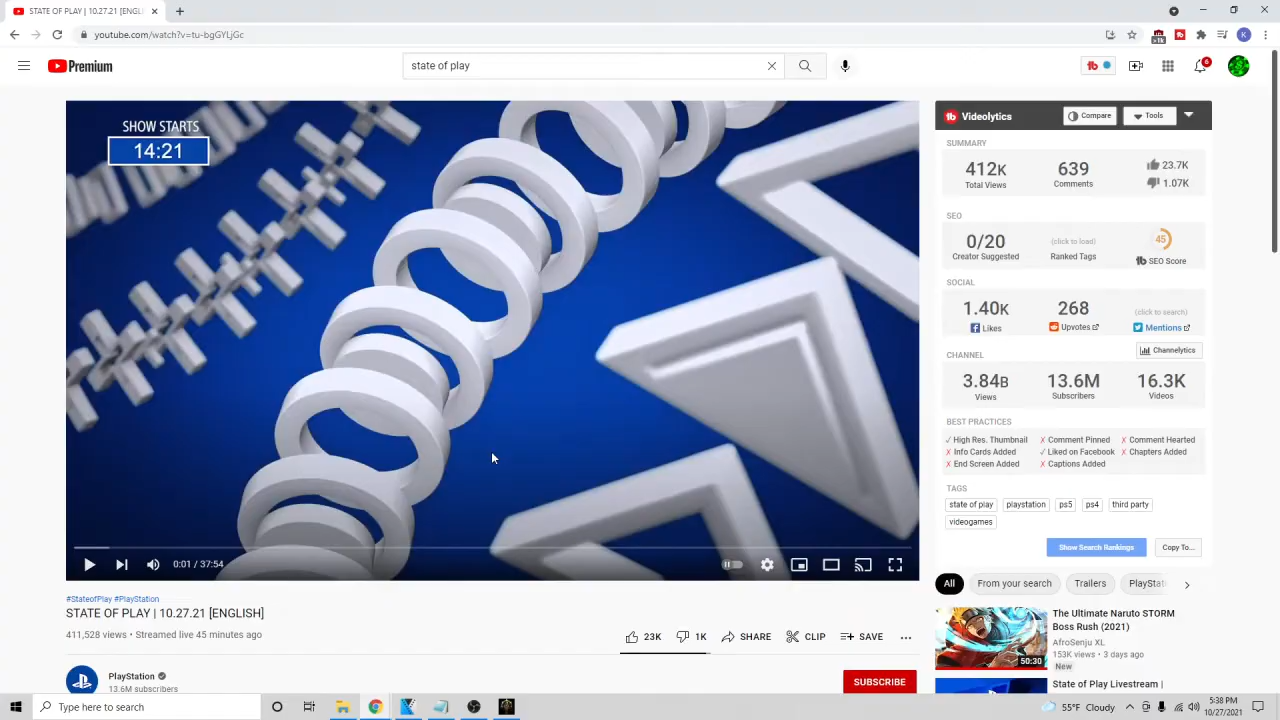 STATE OF PLAY | 10.27.21 [ENGL
youtube.com/watch?v=tu-bgGYLjGc
>1k
K
Premium
state of play
6
SHOW STARTS
14:21
0:01 / 37:54
#StateofPlay #PlayStation
STATE OF PLAY | 10.27.21 [ENGLISH]
411,528 views • Streamed live 45 minutes ago
23K
1K
SHARE
CLIP
SAVE
PlayStation
13.6M subscribers
SUBSCRIBE
Videolytics
Compare
Tools
SUMMARY
412K
639
23.7K
Total Views
Comments
1.07K
SEO
0/20
(click to load)
45
Creator Suggested
Ranked Tags
SEO Score
SOCIAL
1.40K
268
(click to search)
Likes
Upvotes
Mentions
CHANNEL
Channelytics
3.84B
13.6M
16.3K
Views
Subscribers
Videos
BEST PRACTICES
✓ High Res. Thumbnail
✗ Comment Pinned
✗ Comment Hearted
✗ Info Cards Added
✓ Liked on Facebook
✗ Chapters Added
✗ End Screen Added
✗ Captions Added
TAGS
state of play
playstation
ps5
ps4
third party
videogames
Show Search Rankings
Copy To...
All
From your search
Trailers
PlayStat
The Ultimate Naruto STORM
Boss Rush (2021)
AfroSenju XL
153K views • 3 days ago
New
50:30
State of Play Livestream |
Type here to search
55°F Cloudy
5:38 PM
10/27/2021